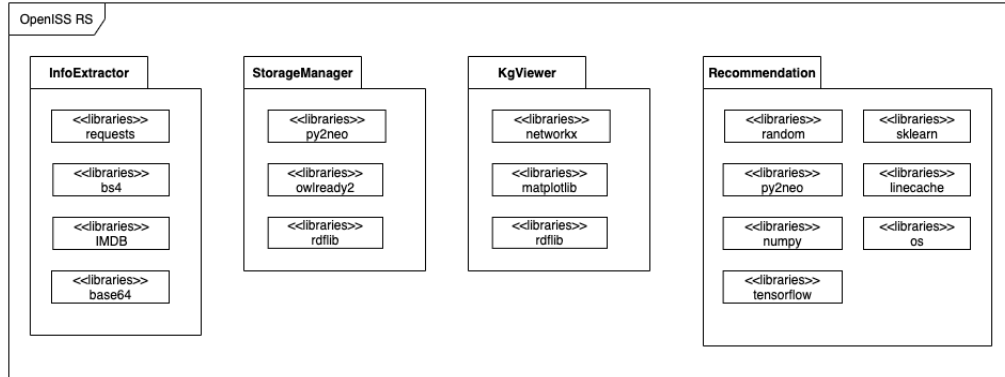 OpenISS RS
InfoExtractor
<<libraries>>
requests
<<libraries>>
bs4
<<libraries>>
IMDB
<<libraries>>
base64
StorageManager
<<libraries>>
py2neo
<<libraries>>
owlready2
<<libraries>>
rdflib
KgViewer
<<libraries>>
networkx
<<libraries>>
matplotlib
<<libraries>>
rdflib
Recommendation
<<libraries>>
random
<<libraries>>
sklearn
<<libraries>>
py2neo
<<libraries>>
linecache
<<libraries>>
numpy
<<libraries>>
os
<<libraries>>
tensorflow